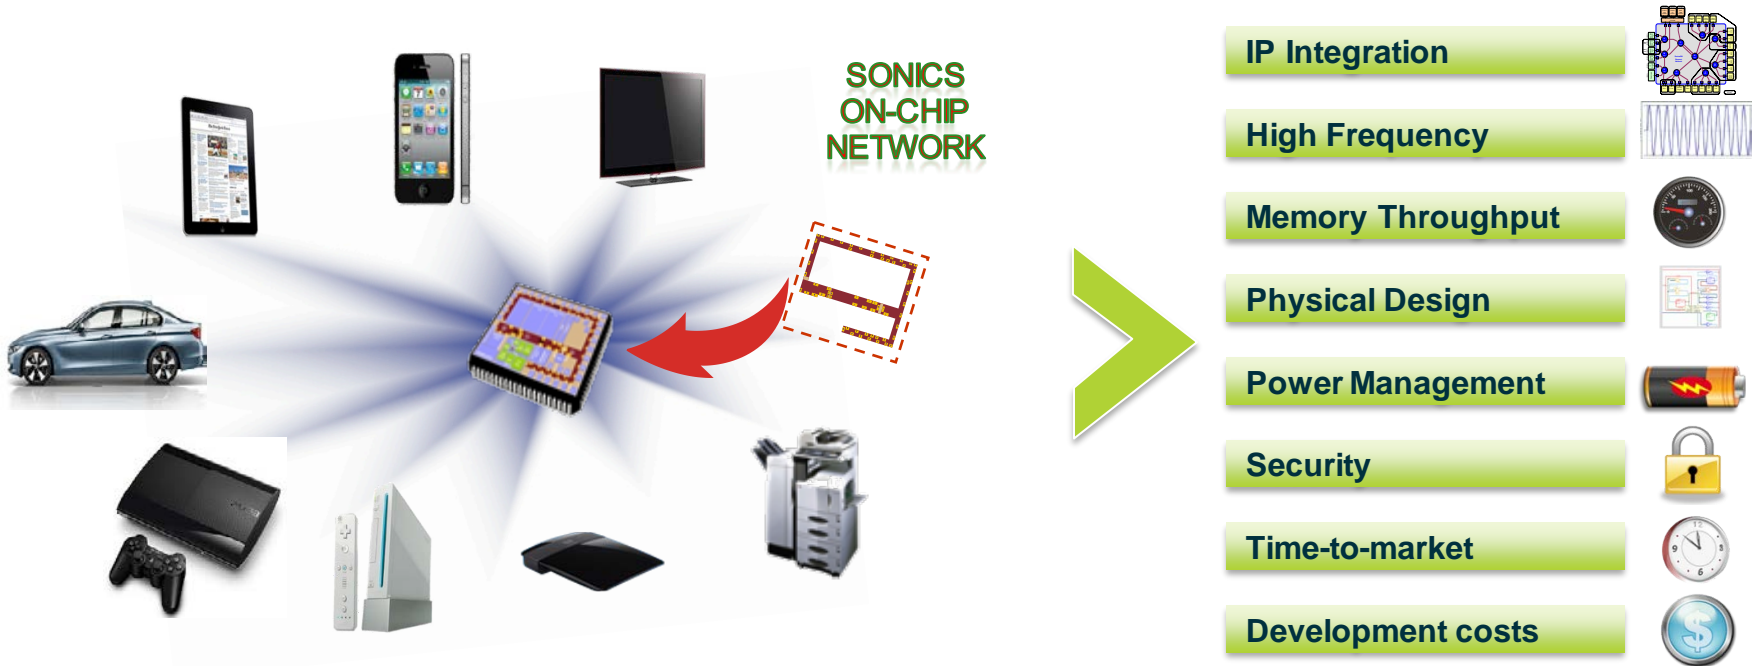 SONICS
ON-CHIP
NETWORK
IP Integration
High Frequency
Memory Throughput
Physical Design
Power Management
Security
Time-to-market
Development costs